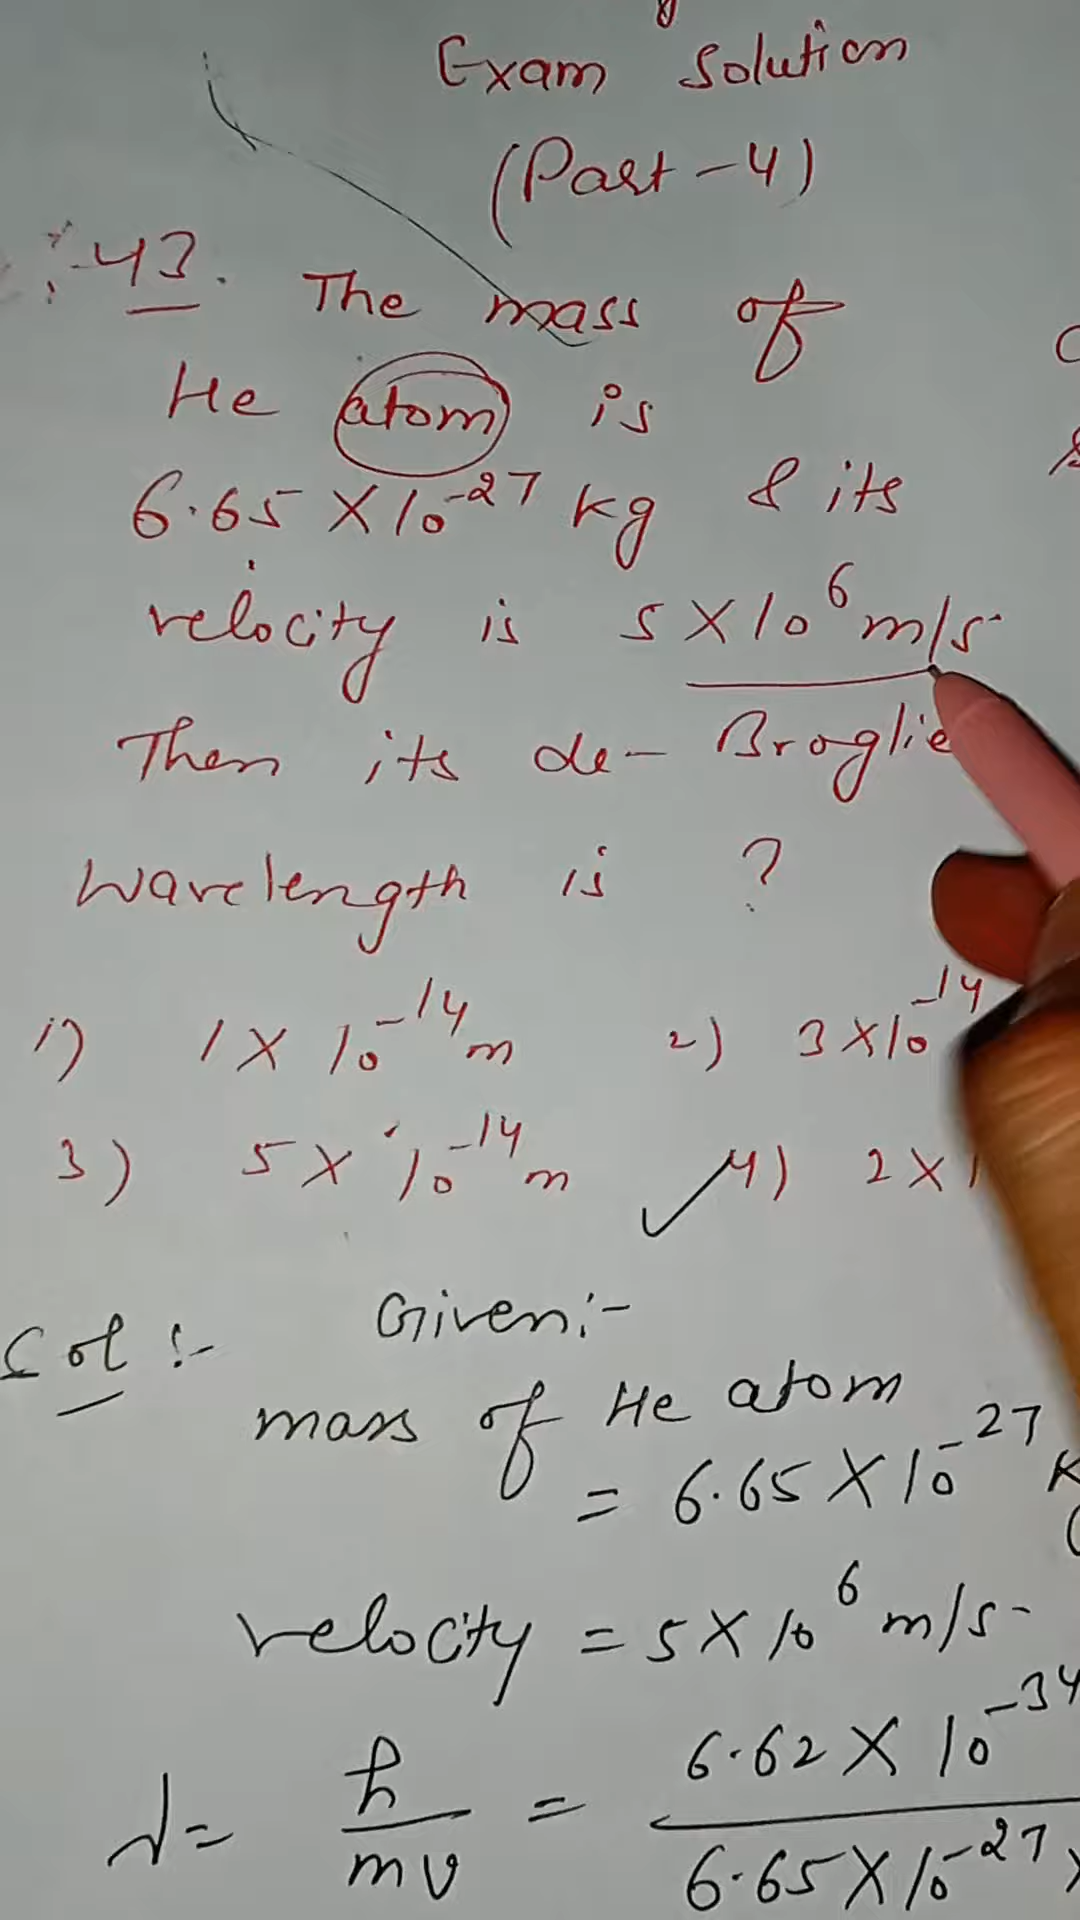 Exam Solution
(Part-4)
43. The mass of
He atom is
6.65 X 10^-27 kg & its
velocity is 5 X 10^6 m/s.
Then its de- Broglie
wavelength is ?
1) 1 X 10^-14 m 2) 3 X 10^-14
3) 5 X 10^-14 m 4) 2 X 1
Sol :- Given:-
mass of He atom
= 6.65 X 10^-27 K
velocity = 5 X 10^6 m/s-
λ = h/mv = 6.62 X 10^-34 / 6.65 X 10^-27 X